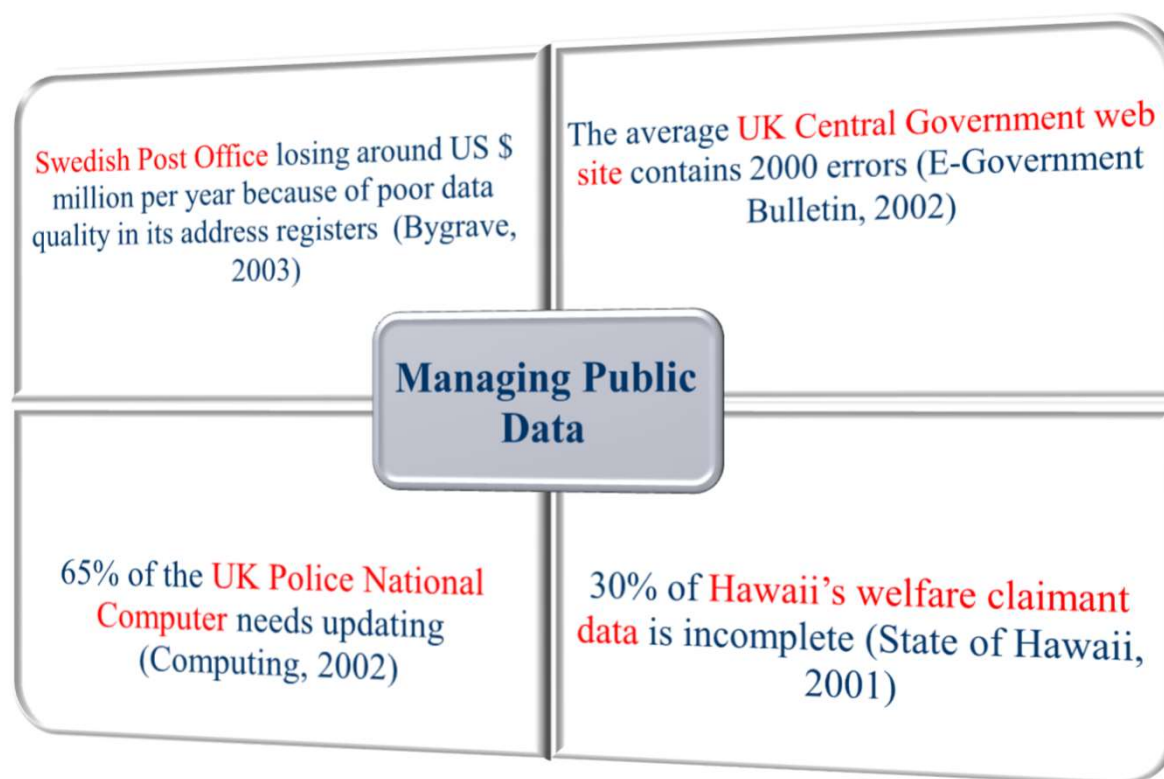 Swedish Post Office losing around US $
million per year because of poor data
quality in its address registers (Bygrave,
2003)
The average UK Central Government web
site contains 2000 errors (E-Government
Bulletin, 2002)
Managing Public
Data
65% of the UK Police National
Computer needs updating
(Computing, 2002)
30% of Hawaii’s welfare claimant
data is incomplete (State of Hawaii,
2001)